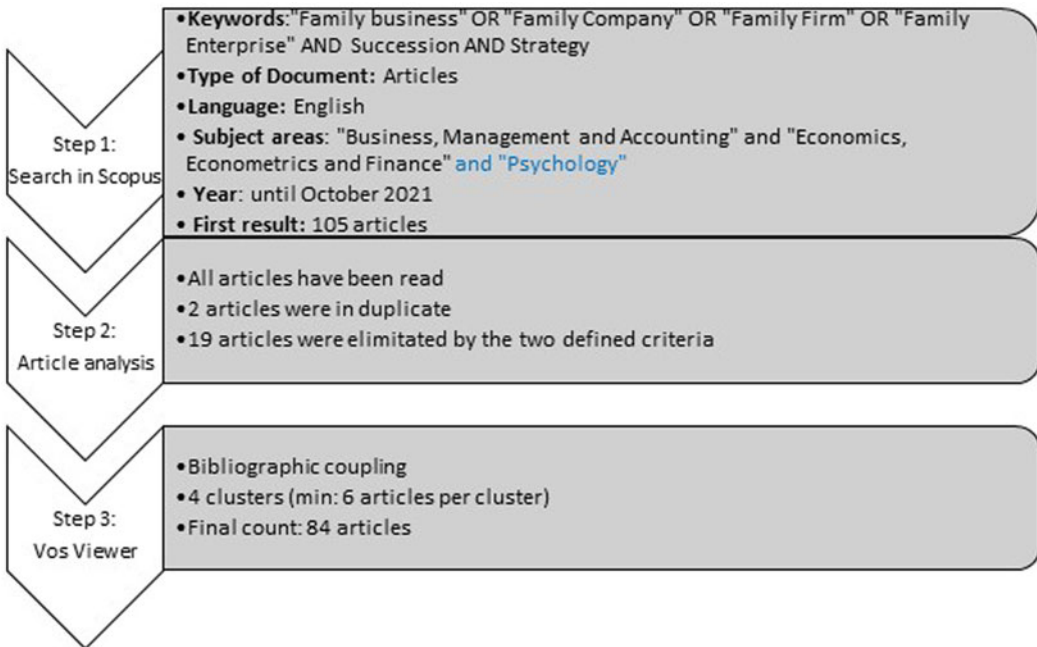 Step 1:
Search in Scopus
•Keywords:"Family business" OR "Family Company" OR "Family Firm" OR "Family
Enterprise" AND Succession AND Strategy
•Type of Document: Articles
•Language: English
• Subject areas: "Business, Management and Accounting" and "Economics,
Econometrics and Finance" and "Psychology"
• Year: until October 2021
• First result: 105 articles
Step 2:
Article analysis
•All articles have been read
•2 articles were in duplicate
•19 articles were elimitated by the two defined criteria
Step 3:
Vos Viewer
•Bibliographic coupling
•4 clusters (min: 6 articles per cluster)
•Final count: 84 articles